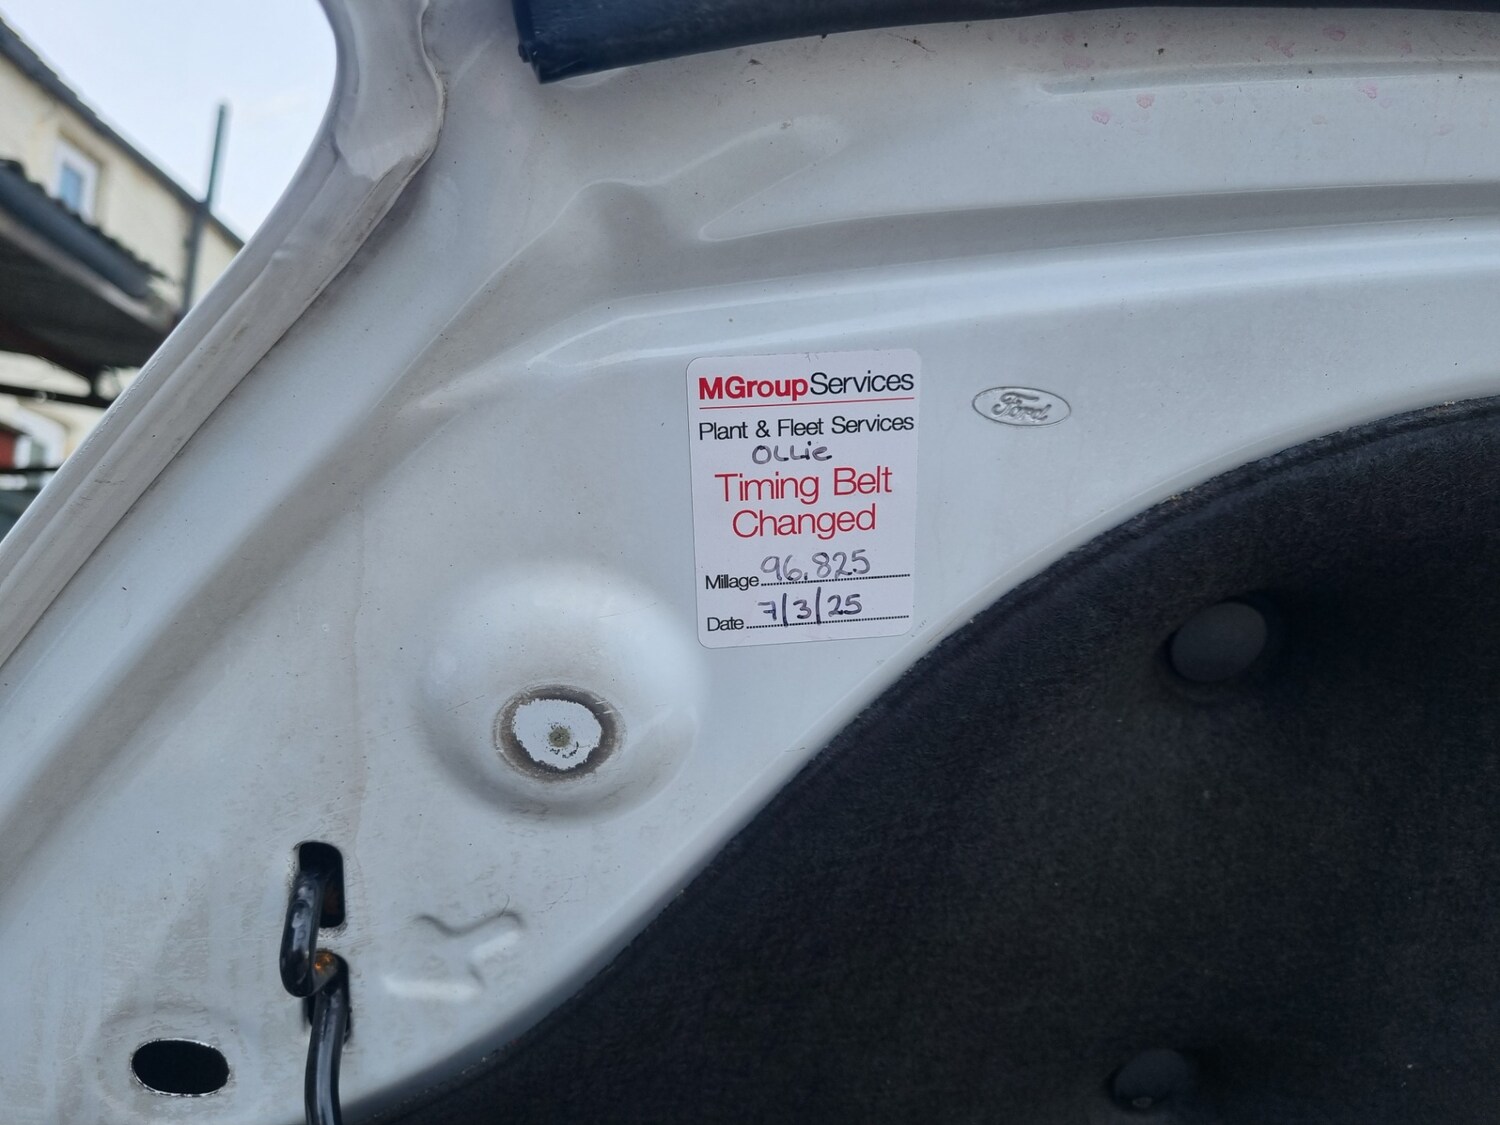 MGroupServices
Plant & Fleet Services
OLLie
Timing Belt
Changed
Millage 96.825
Date 7/3/25
Ford